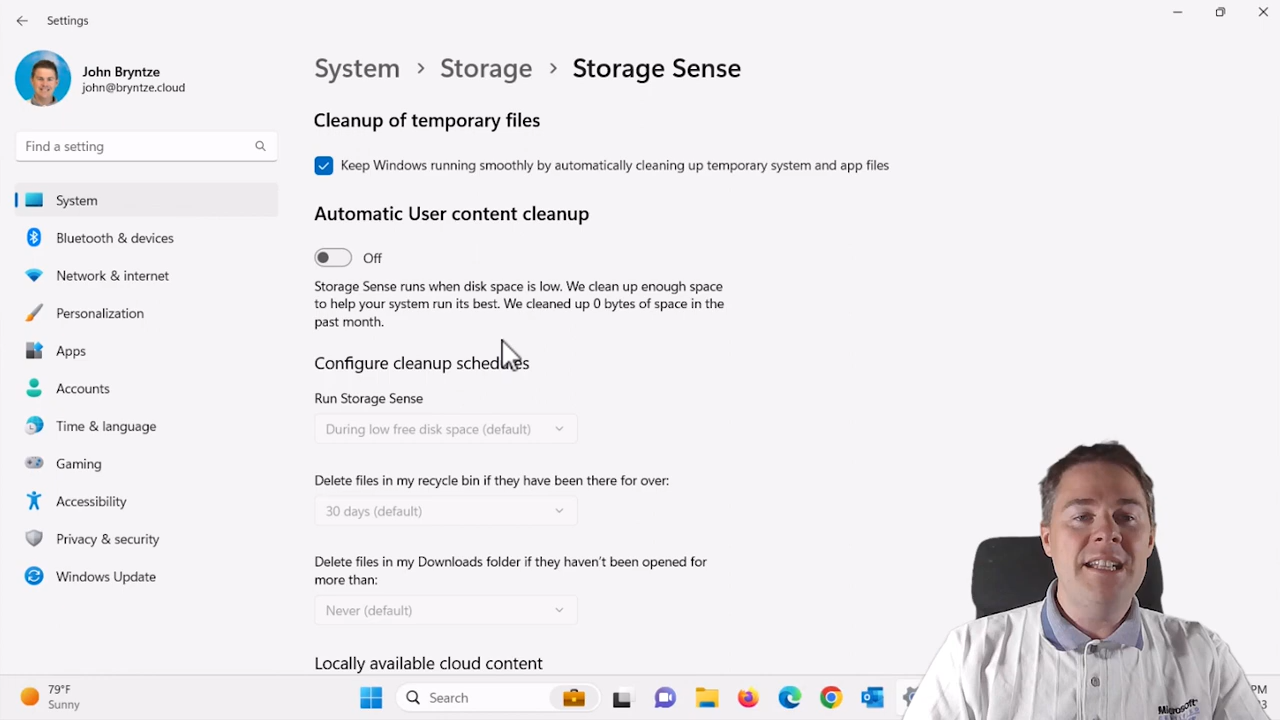 Settings
John Bryntze
john@bryntze.cloud
Find a setting
System
Bluetooth & devices
Network & internet
Personalization
Apps
Accounts
Time & language
Gaming
Accessibility
Privacy & security
Windows Update
System > Storage > Storage Sense
Cleanup of temporary files
Keep Windows running smoothly by automatically cleaning up temporary system and app files
Automatic User content cleanup
Off
Storage Sense runs when disk space is low. We clean up enough space
to help your system run its best. We cleaned up 0 bytes of space in the
past month.
Configure cleanup schedules
Run Storage Sense
During low free disk space (default)
Delete files in my recycle bin if they have been there for over:
30 days (default)
Delete files in my Downloads folder if they haven't been opened for
more than:
Never (default)
Locally available cloud content
79°F
Sunny
Search
PM
Microsoft